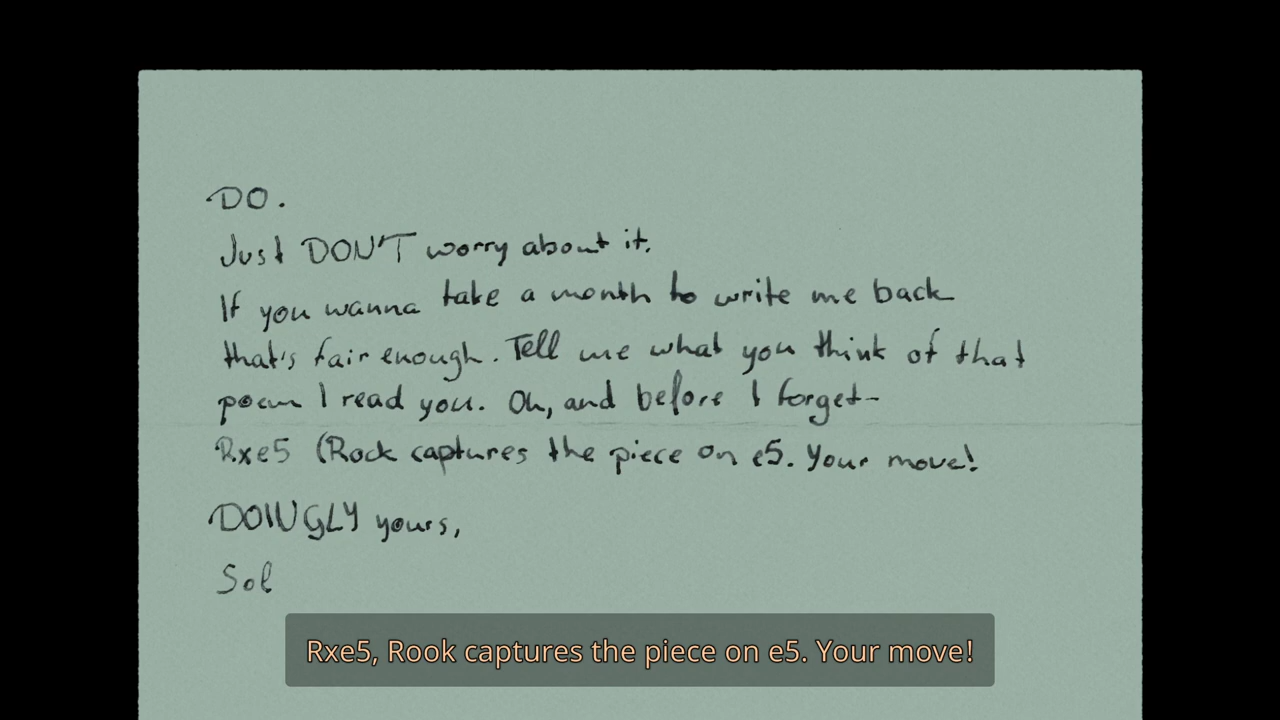 DO.
Just DON'T worry about it.
If you wanna take a month to write me back
that's fair enough. Tell me what you think of that
poem I read you. Oh, and before I forget-
Rxe5 (Rock captures the piece on e5. Your move!
DOINGLY yours,
Sol
Rxe5, Rook captures the piece on e5. Your move!